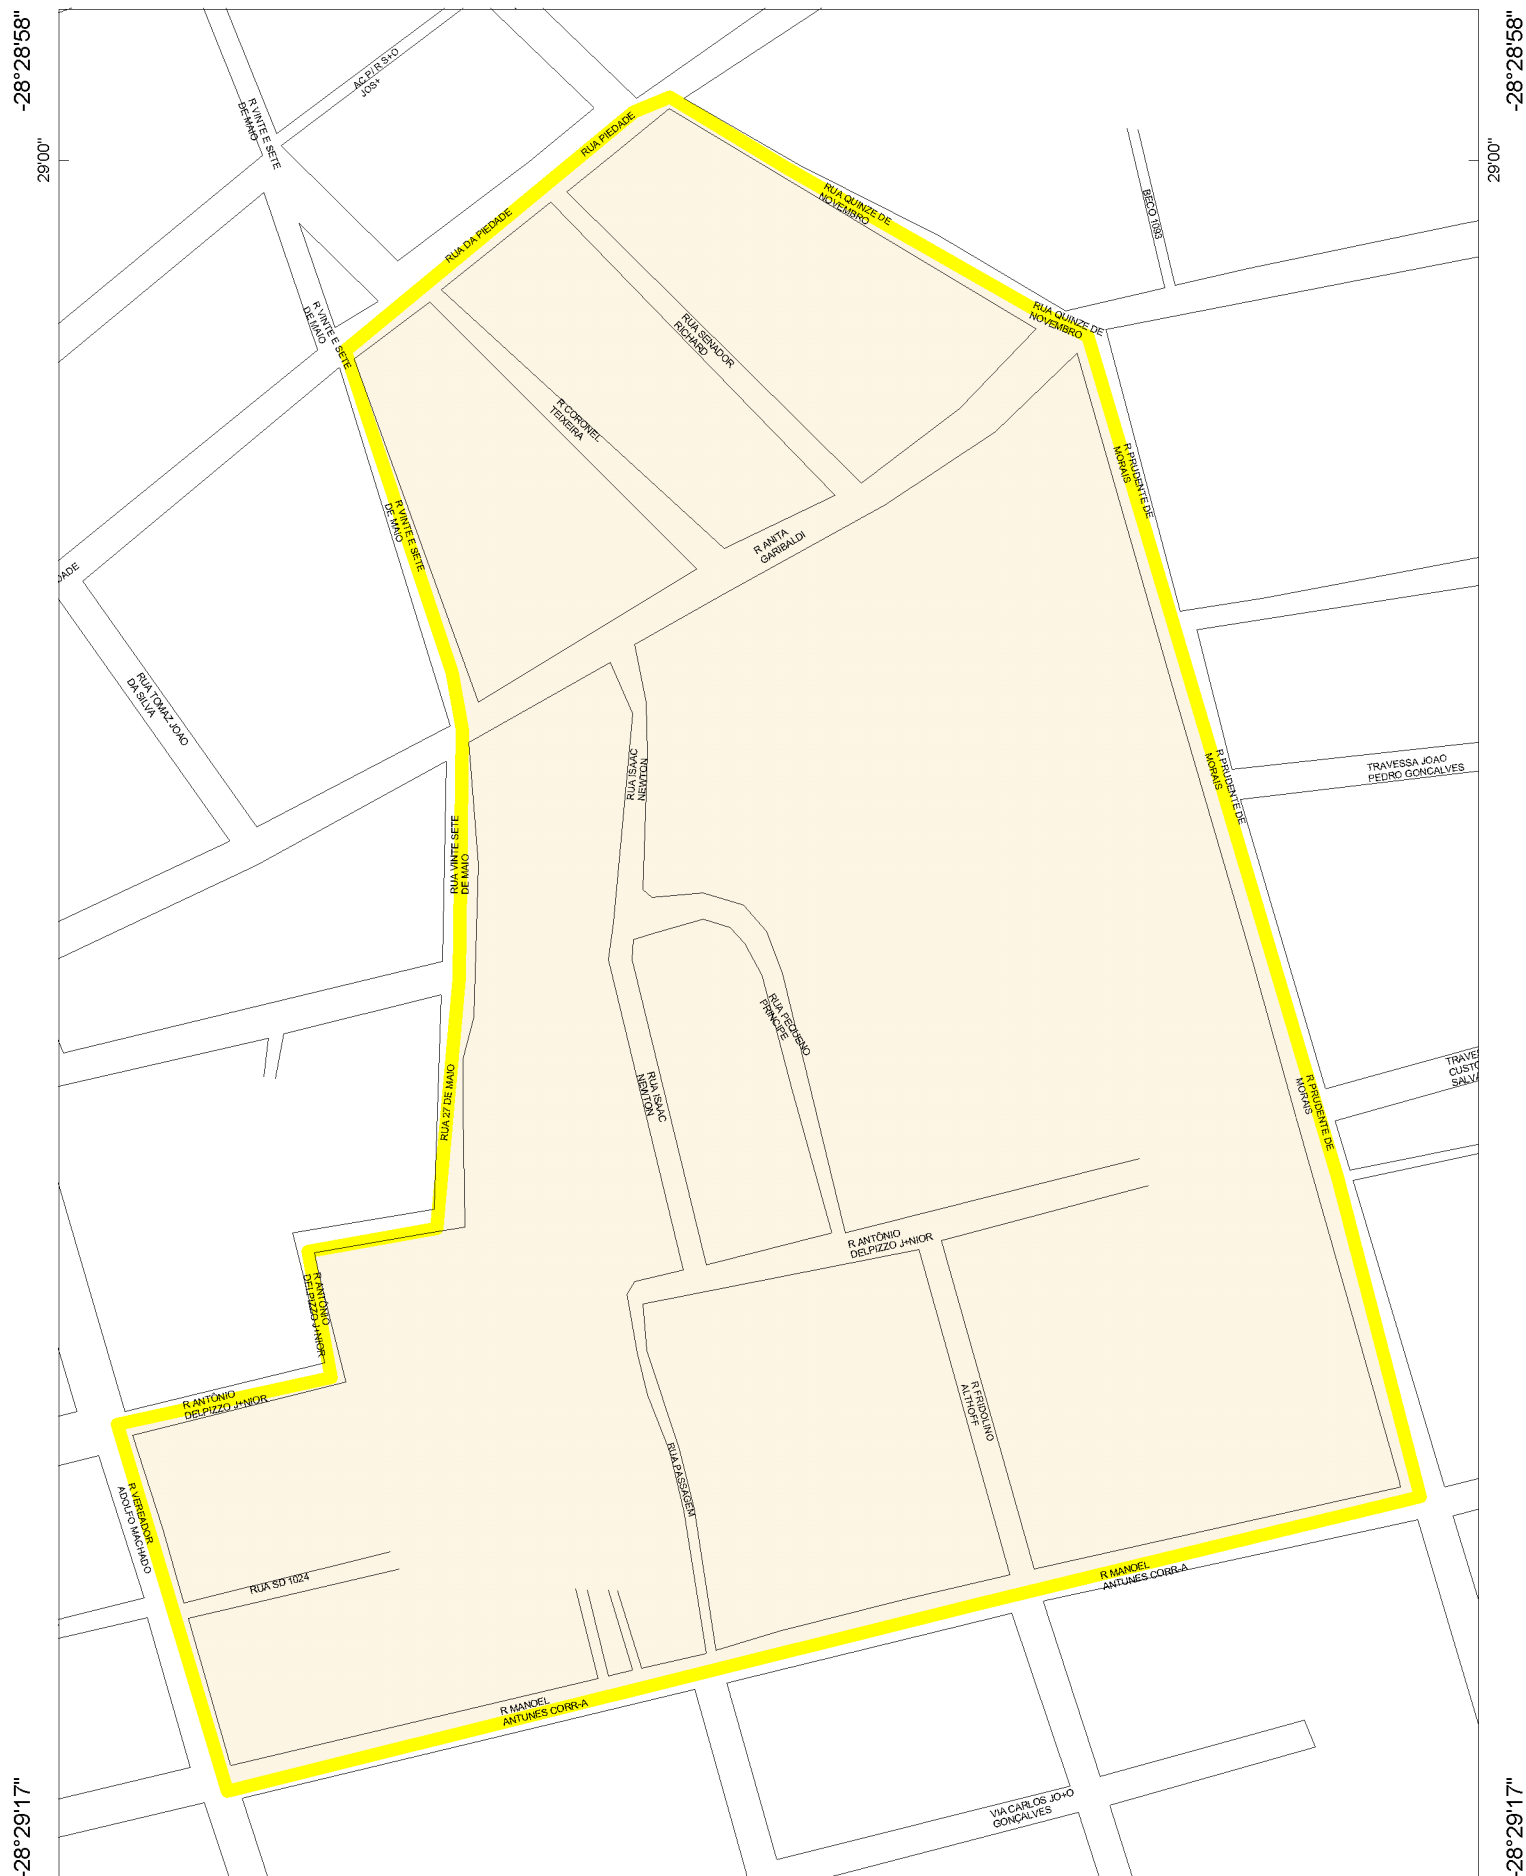 -28°28'58"
-28°28'58"
AC P/ R S+O
JOS+
R VINTE E SETE
DE MAIO
RUA PIEDADE
29'00"
29'00"
RUA QUINZE DE
NOVEMBRO
BECO 1093
RUA DA PIEDADE
R VINTE E SETE
DE MAIO
RUA QUINZE DE
NOVEMBRO
RUA SENADOR
RICHARD
R CORONEL
TEIXEIRA
R PRUDENTE DE
MORAIS
R VINTE E SETE
DE MAIO
R ANITA
GARIBALDI
DADE
RUA TOMAZ JOAO
DA SILVA
RUA ISAAC
NEWTON
R PRUDENTE DE
MORAIS
TRAVESSA JOAO
PEDRO GONCALVES
RUA VINTE SETE
DE MAIO
RUA PEQUENO
PRINCIPE
RUA 27 DE MAIO
RUA ISAAC
NEWTON
R PRUDENTE DE
MORAIS
TRAVES
CUSTO
SALVA
R ANTÔNIO
DELPIZZO J+NIOR
R ANTÔNIO
DELPIZZO J+NIOR
R ANTÔNIO
DELPIZZO J+NIOR
R FRIDOLINO
ALTHOFF
RUA PASSAGEM
R VEREADOR
ADOLFO MACHADO
RUA SD 1024
R MANOEL
ANTUNES CORR-A
R MANOEL
ANTUNES CORR-A
VIA CARLOS JO+O
GONÇALVES
-28°29'17"
-28°29'17"